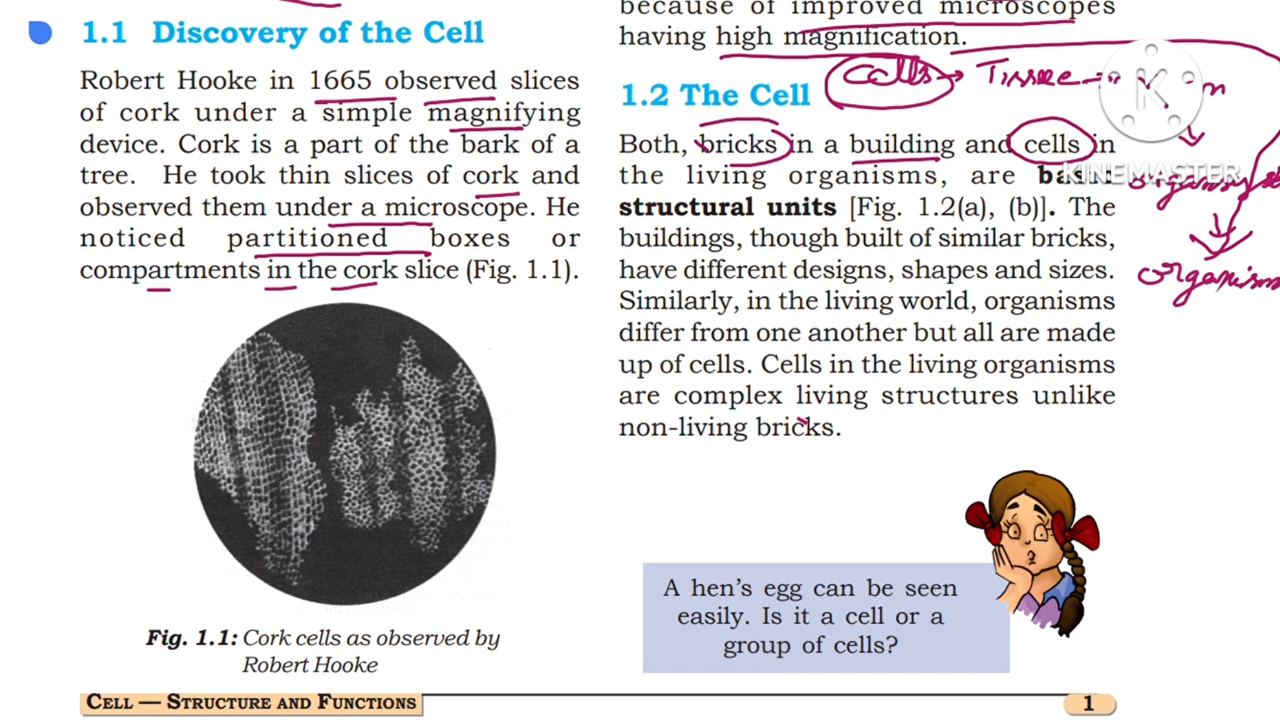 1.1 Discovery of the Cell
Robert Hooke in 1665 observed slices
of cork under a simple magnifying
device. Cork is a part of the bark of a
tree. He took thin slices of cork and
observed them under a microscope. He
noticed partitioned boxes or
compartments in the cork slice (Fig. 1.1).
Fig. 1.1: Cork cells as observed by
Robert Hooke
because of improved microscopes
having high magnification.
Cells → Tissue →
1.2 The Cell
Both, bricks in a building and cells in
the living organisms, are basic
structural units [Fig. 1.2(a), (b)]. The
buildings, though built of similar bricks,
have different designs, shapes and sizes.
Similarly, in the living world, organisms
differ from one another but all are made
up of cells. Cells in the living organisms
are complex living structures unlike
non-living bricks.
K
KINEMASTER
organism
A hen's egg can be seen
easily. Is it a cell or a
group of cells?
CELL — STRUCTURE AND FUNCTIONS
1